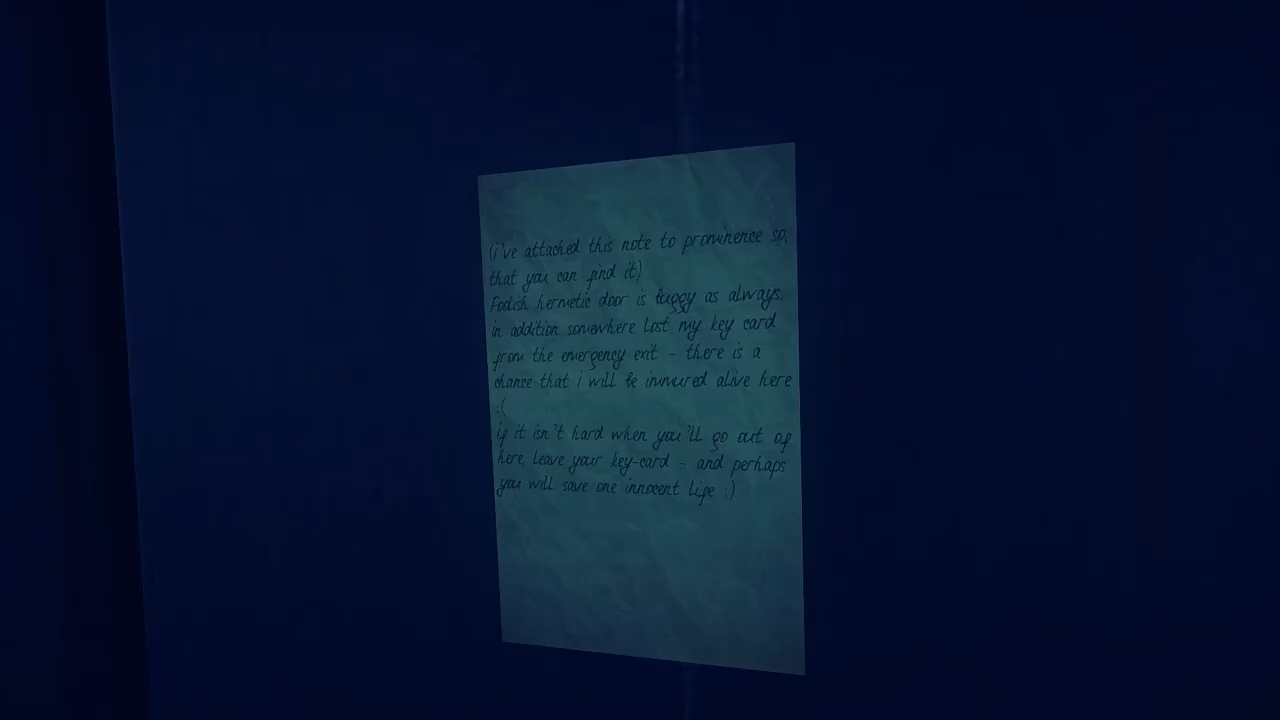 (i've attached this note to prominence so,
that you can find it)
Foolish hermetic door is buggy as always.
in addition somewhere lost my key card
from the emergency exit - there is a
chance that i will be immured alive here
:(
if it isn't hard when you'll go out of
here, leave your key-card - and perhaps
you will save one innocent life :)